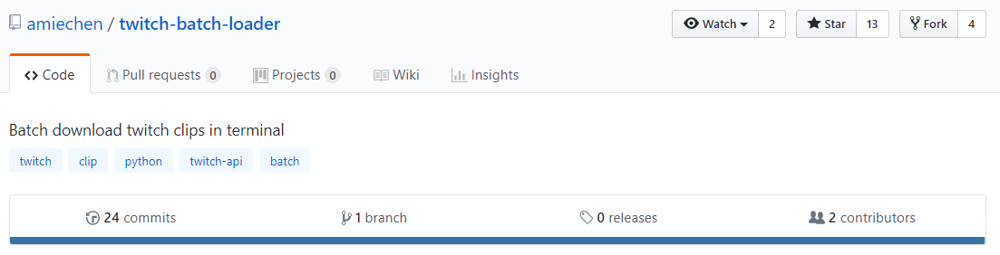 amiechen / twitch-batch-loader Watch 2 Star 13 Fork 4
Code Pull requests 0 Projects 0 Wiki Insights
Batch download twitch clips in terminal
twitch clip python twitch-api batch
24 commits 1 branch 0 releases 2 contributors